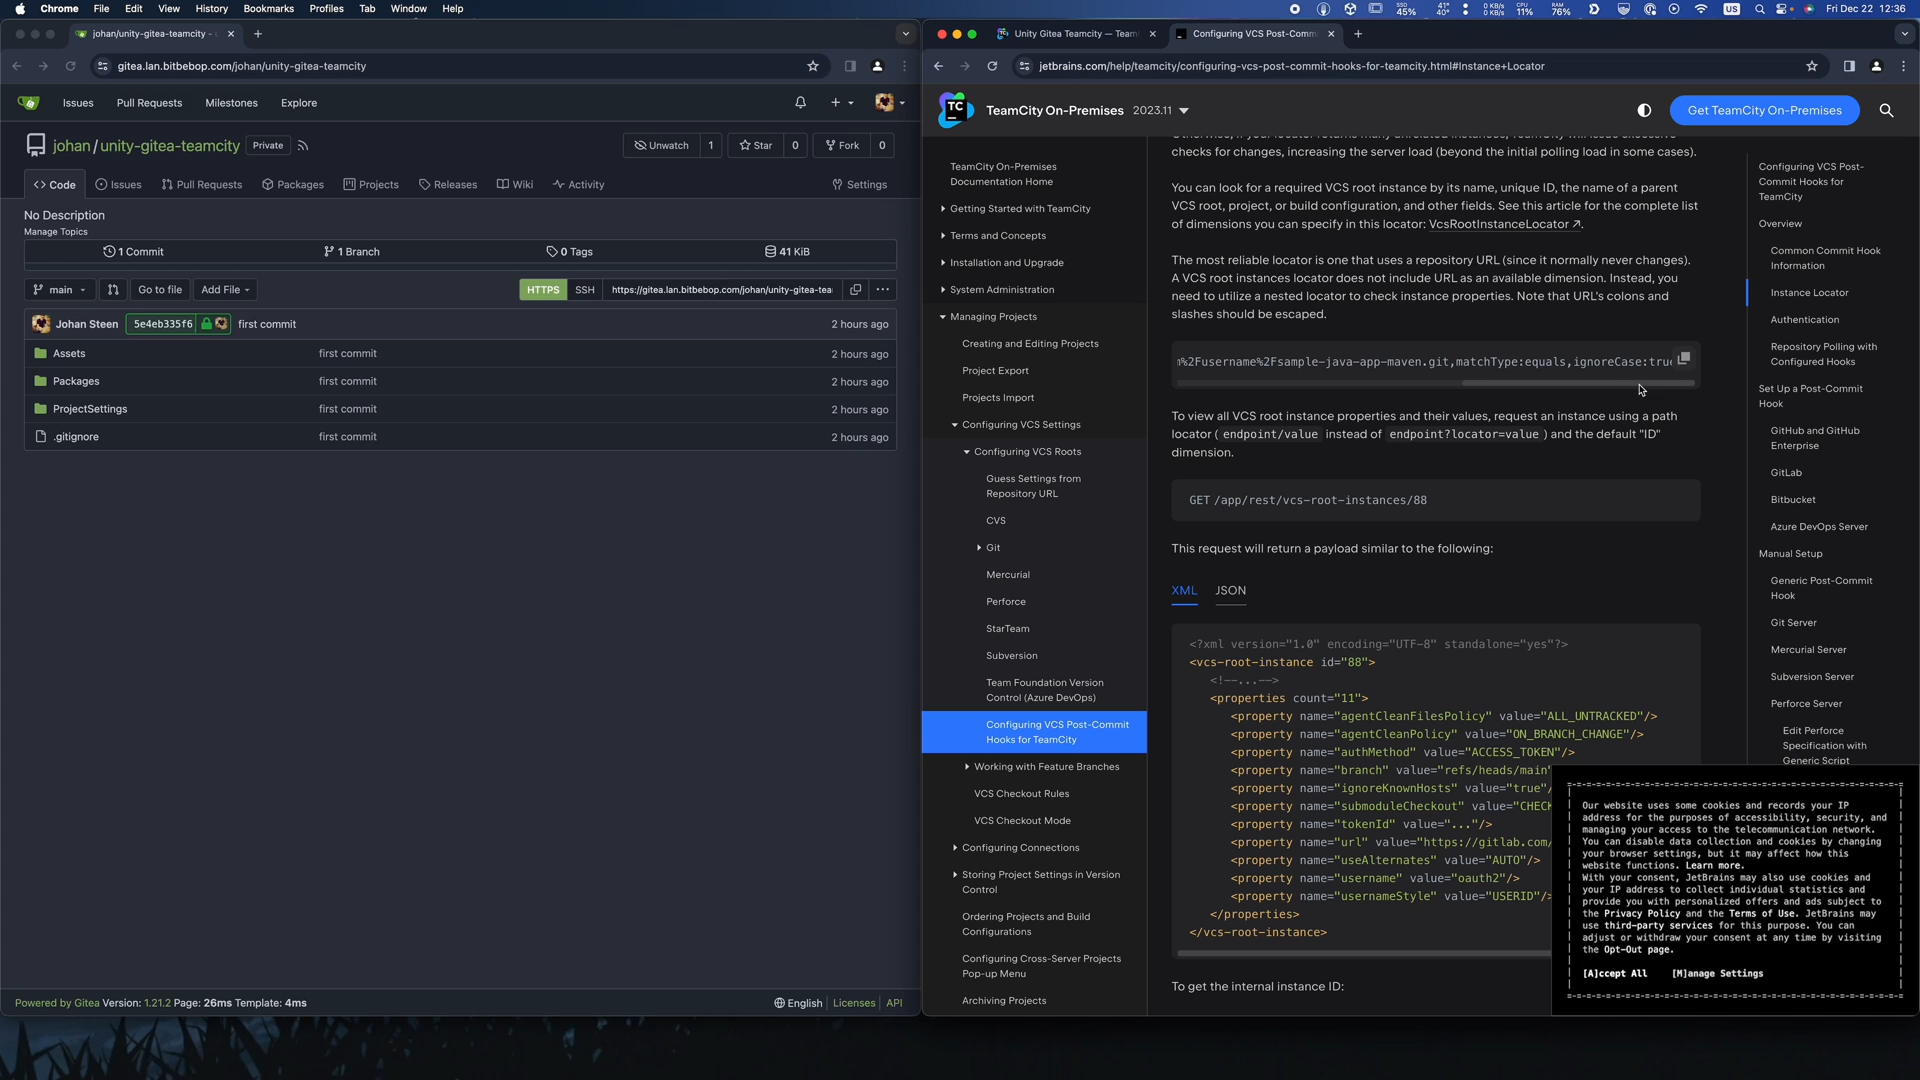 Chrome File Edit View History Bookmarks Profiles Tab Window Help
SSD 45% 41° 40° 0 KB/s 0 KB/s CPU 11% RAM 76% US Fri Dec 22 12:36
johan/unity-gitea-teamcity -
gitea.lan.bitbebop.com/johan/unity-gitea-teamcity
Issues Pull Requests Milestones Explore
johan/unity-gitea-teamcity Private
Unwatch 1 Star 0 Fork 0
Code Issues Pull Requests Packages Projects Releases Wiki Activity Settings
No Description
Manage Topics
1 Commit 1 Branch 0 Tags 41 KiB
main Go to file Add File HTTPS SSH https://gitea.lan.bitbebop.com/johan/unity-gitea-tea
Johan Steen 5e4eb335f6 first commit 2 hours ago
Assets first commit 2 hours ago
Packages first commit 2 hours ago
ProjectSettings first commit 2 hours ago
.gitignore first commit 2 hours ago
Powered by Gitea Version: 1.21.2 Page: 26ms Template: 4ms
English Licenses API
Unity Gitea Teamcity — Team Configuring VCS Post-Comm
jetbrains.com/help/teamcity/configuring-vcs-post-commit-hooks-for-teamcity.html#Instance+Locator
TC TeamCity On-Premises 2023.11 Get TeamCity On-Premises
TeamCity On-Premises
Documentation Home
Getting Started with TeamCity
Terms and Concepts
Installation and Upgrade
System Administration
Managing Projects
Creating and Editing Projects
Project Export
Projects Import
Configuring VCS Settings
Configuring VCS Roots
Guess Settings from
Repository URL
CVS
Git
Mercurial
Perforce
StarTeam
Subversion
Team Foundation Version
Control (Azure DevOps)
Configuring VCS Post-Commit
Hooks for TeamCity
Working with Feature Branches
VCS Checkout Rules
VCS Checkout Mode
Configuring Connections
Storing Project Settings in Version
Control
Ordering Projects and Build
Configurations
Configuring Cross-Server Projects
Pop-up Menu
Archiving Projects
checks for changes, increasing the server load (beyond the initial polling load in some cases).
You can look for a required VCS root instance by its name, unique ID, the name of a parent
VCS root, project, or build configuration, and other fields. See this article for the complete list
of dimensions you can specify in this locator: VcsRootInstanceLocator ↗.
The most reliable locator is one that uses a repository URL (since it normally never changes).
A VCS root instances locator does not include URL as an available dimension. Instead, you
need to utilize a nested locator to check instance properties. Note that URL's colons and
slashes should be escaped.
%2Fusername%2Fsample-java-app-maven.git,matchType:equals,ignoreCase:true
To view all VCS root instance properties and their values, request an instance using a path
locator ( endpoint/value instead of endpoint?locator=value ) and the default "ID"
dimension.
GET /app/rest/vcs-root-instances/88
This request will return a payload similar to the following:
XML JSON
<?xml version="1.0" encoding="UTF-8" standalone="yes"?>
<vcs-root-instance id="88">
<!--...-->
<properties count="11">
<property name="agentCleanFilesPolicy" value="ALL_UNTRACKED"/>
<property name="agentCleanPolicy" value="ON_BRANCH_CHANGE"/>
<property name="authMethod" value="ACCESS_TOKEN"/>
<property name="branch" value="refs/heads/main"
<property name="ignoreKnownHosts" value="true"/
<property name="submoduleCheckout" value="CHECK
<property name="tokenId" value="..."/>
<property name="url" value="https://gitlab.com/
<property name="useAlternates" value="AUTO"/>
<property name="username" value="oauth2"/>
<property name="usernameStyle" value="USERID"/>
</properties>
</vcs-root-instance>
To get the internal instance ID:
Configuring VCS Post-
Commit Hooks for
TeamCity
Overview
Common Commit Hook
Information
Instance Locator
Authentication
Repository Polling with
Configured Hooks
Set Up a Post-Commit
Hook
GitHub and GitHub
Enterprise
GitLab
Bitbucket
Azure DevOps Server
Manual Setup
Generic Post-Commit
Hook
Git Server
Mercurial Server
Subversion Server
Perforce Server
Edit Perforce
Specification with
Generic Script
Our website uses some cookies and records your IP
address for the purposes of accessibility, security, and
managing your access to the telecommunication network.
You can disable data collection and cookies by changing
your browser settings, but it may affect how this
website functions. Learn more.
With your consent, JetBrains may also use cookies and
your IP address to collect individual statistics and
provide you with personalized offers and ads subject to
the Privacy Policy and the Terms of Use. JetBrains may
use third-party services for this purpose. You can
adjust or withdraw your consent at any time by visiting
the Opt-Out page.
[A]ccept All [M]anage Settings